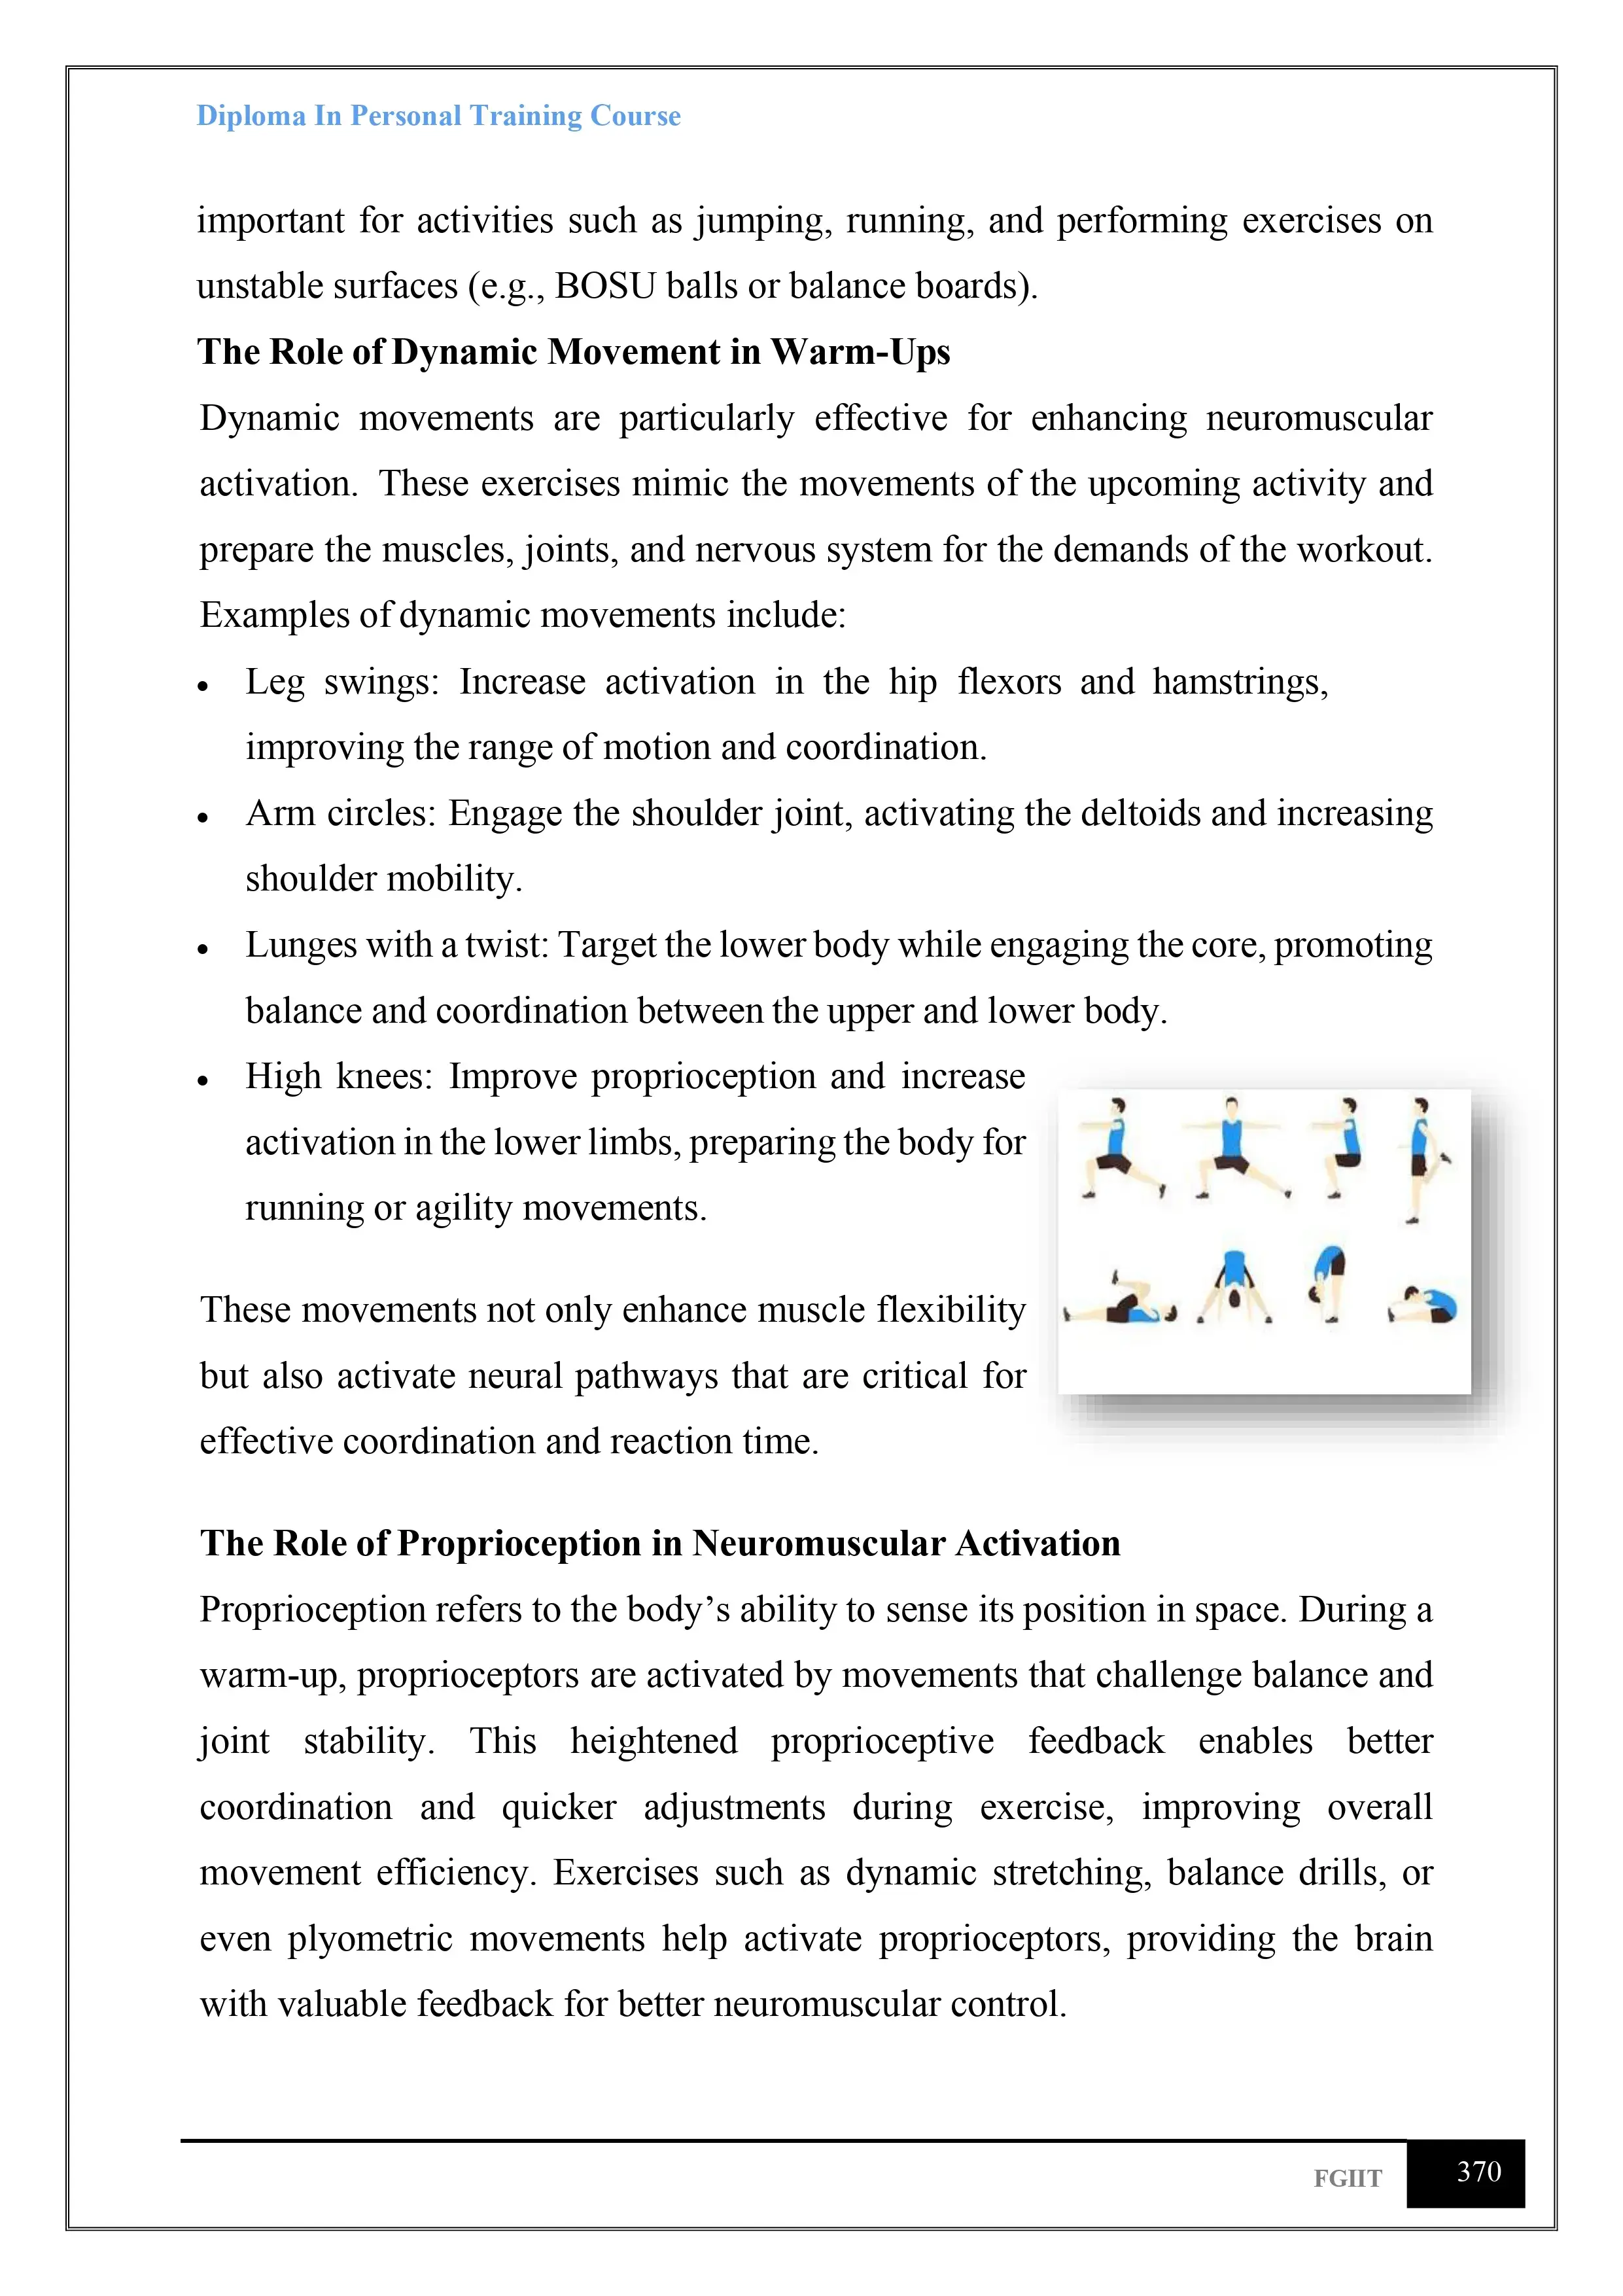 Diploma In Personal Training Course
important for activities such as jumping, running, and performing exercises on
unstable surfaces (e.g., BOSU balls or balance boards).
The Role of Dynamic Movement in Warm-Ups
Dynamic movements are particularly effective for enhancing neuromuscular
activation. These exercises mimic the movements of the upcoming activity and
prepare the muscles, joints, and nervous system for the demands of the workout.
Examples of dynamic movements include:
• Leg swings: Increase activation in the hip flexors and hamstrings,
improving the range of motion and coordination.
• Arm circles: Engage the shoulder joint, activating the deltoids and increasing
shoulder mobility.
• Lunges with a twist: Target the lower body while engaging the core, promoting
balance and coordination between the upper and lower body.
• High knees: Improve proprioception and increase
activation in the lower limbs, preparing the body for
running or agility movements.
These movements not only enhance muscle flexibility
but also activate neural pathways that are critical for
effective coordination and reaction time.
The Role of Proprioception in Neuromuscular Activation
Proprioception refers to the body’s ability to sense its position in space. During a
warm-up, proprioceptors are activated by movements that challenge balance and
joint stability. This heightened proprioceptive feedback enables better
coordination and quicker adjustments during exercise, improving overall
movement efficiency. Exercises such as dynamic stretching, balance drills, or
even plyometric movements help activate proprioceptors, providing the brain
with valuable feedback for better neuromuscular control.
FGIIT 370